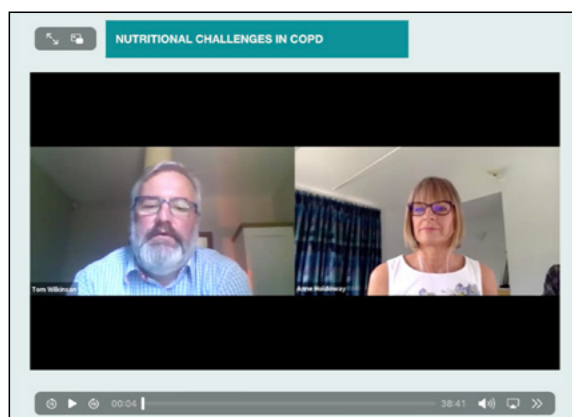 NUTRITIONAL CHALLENGES IN COPD
Tom Wilkinson
Anne Holdoway
00:04
38:41